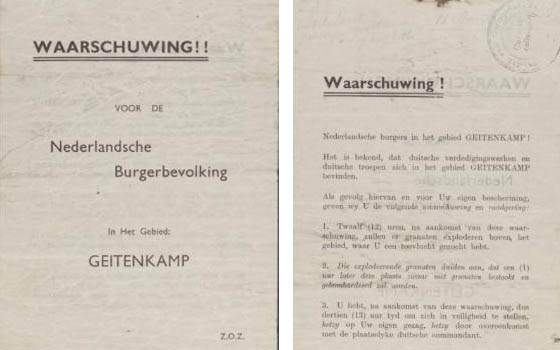 WAARSCHUWING!!
VOOR DE
Nederlandsche
Burgerbevolking
In Het Gebied:
GEITENKAMP
Z.O.Z.
Waarschuwing !
Nederlandsche burgers in het gebied GEITENKAMP !
Het is bekend, dat duitsche verdedigingswerken en
duitsche troepen zich in het gebied GEITENKAMP
bevinden.
Als gevolg hiervan en voor Uw eigen bescherming,
geven wy U de volgende waarschuwing en raadgeving:
1. Twaalf (12) uren, na aankomst van deze waar-
schuwing, zullen er granaten exploderen boven, het
gebied, waar U een toevlucht gezocht hebt.
2. Die exploderende granaten duiden aan, dat een (1)
uur later deze plaats zwaar met granaten bestookt en
gebombardeerd zal worden.
3. U hebt, na aankomst van deze waarschuwing, dus
dertien (13) uur tyd om zich in veiligheid te stellen,
hetzy op Uw eigen gezag, hetzy door overeenkomst
met de plaatselyke duitsche commandant.